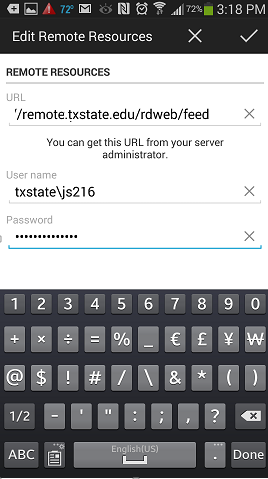 72° 72% 3:18 PM
Edit Remote Resources
REMOTE RESOURCES
URL
'/remote.txstate.edu/rdweb/feed
You can get this URL from your server
administrator.
User name
txstate\js216
Password
••••••••••••••
1 2 3 4 5 6 7 8 9 0
+ × ÷ = % _ € £ ¥ ₩
@ $ ! # / \ & * ( )
1/2 - ' " : ; , ?
ABC English(US) . Done